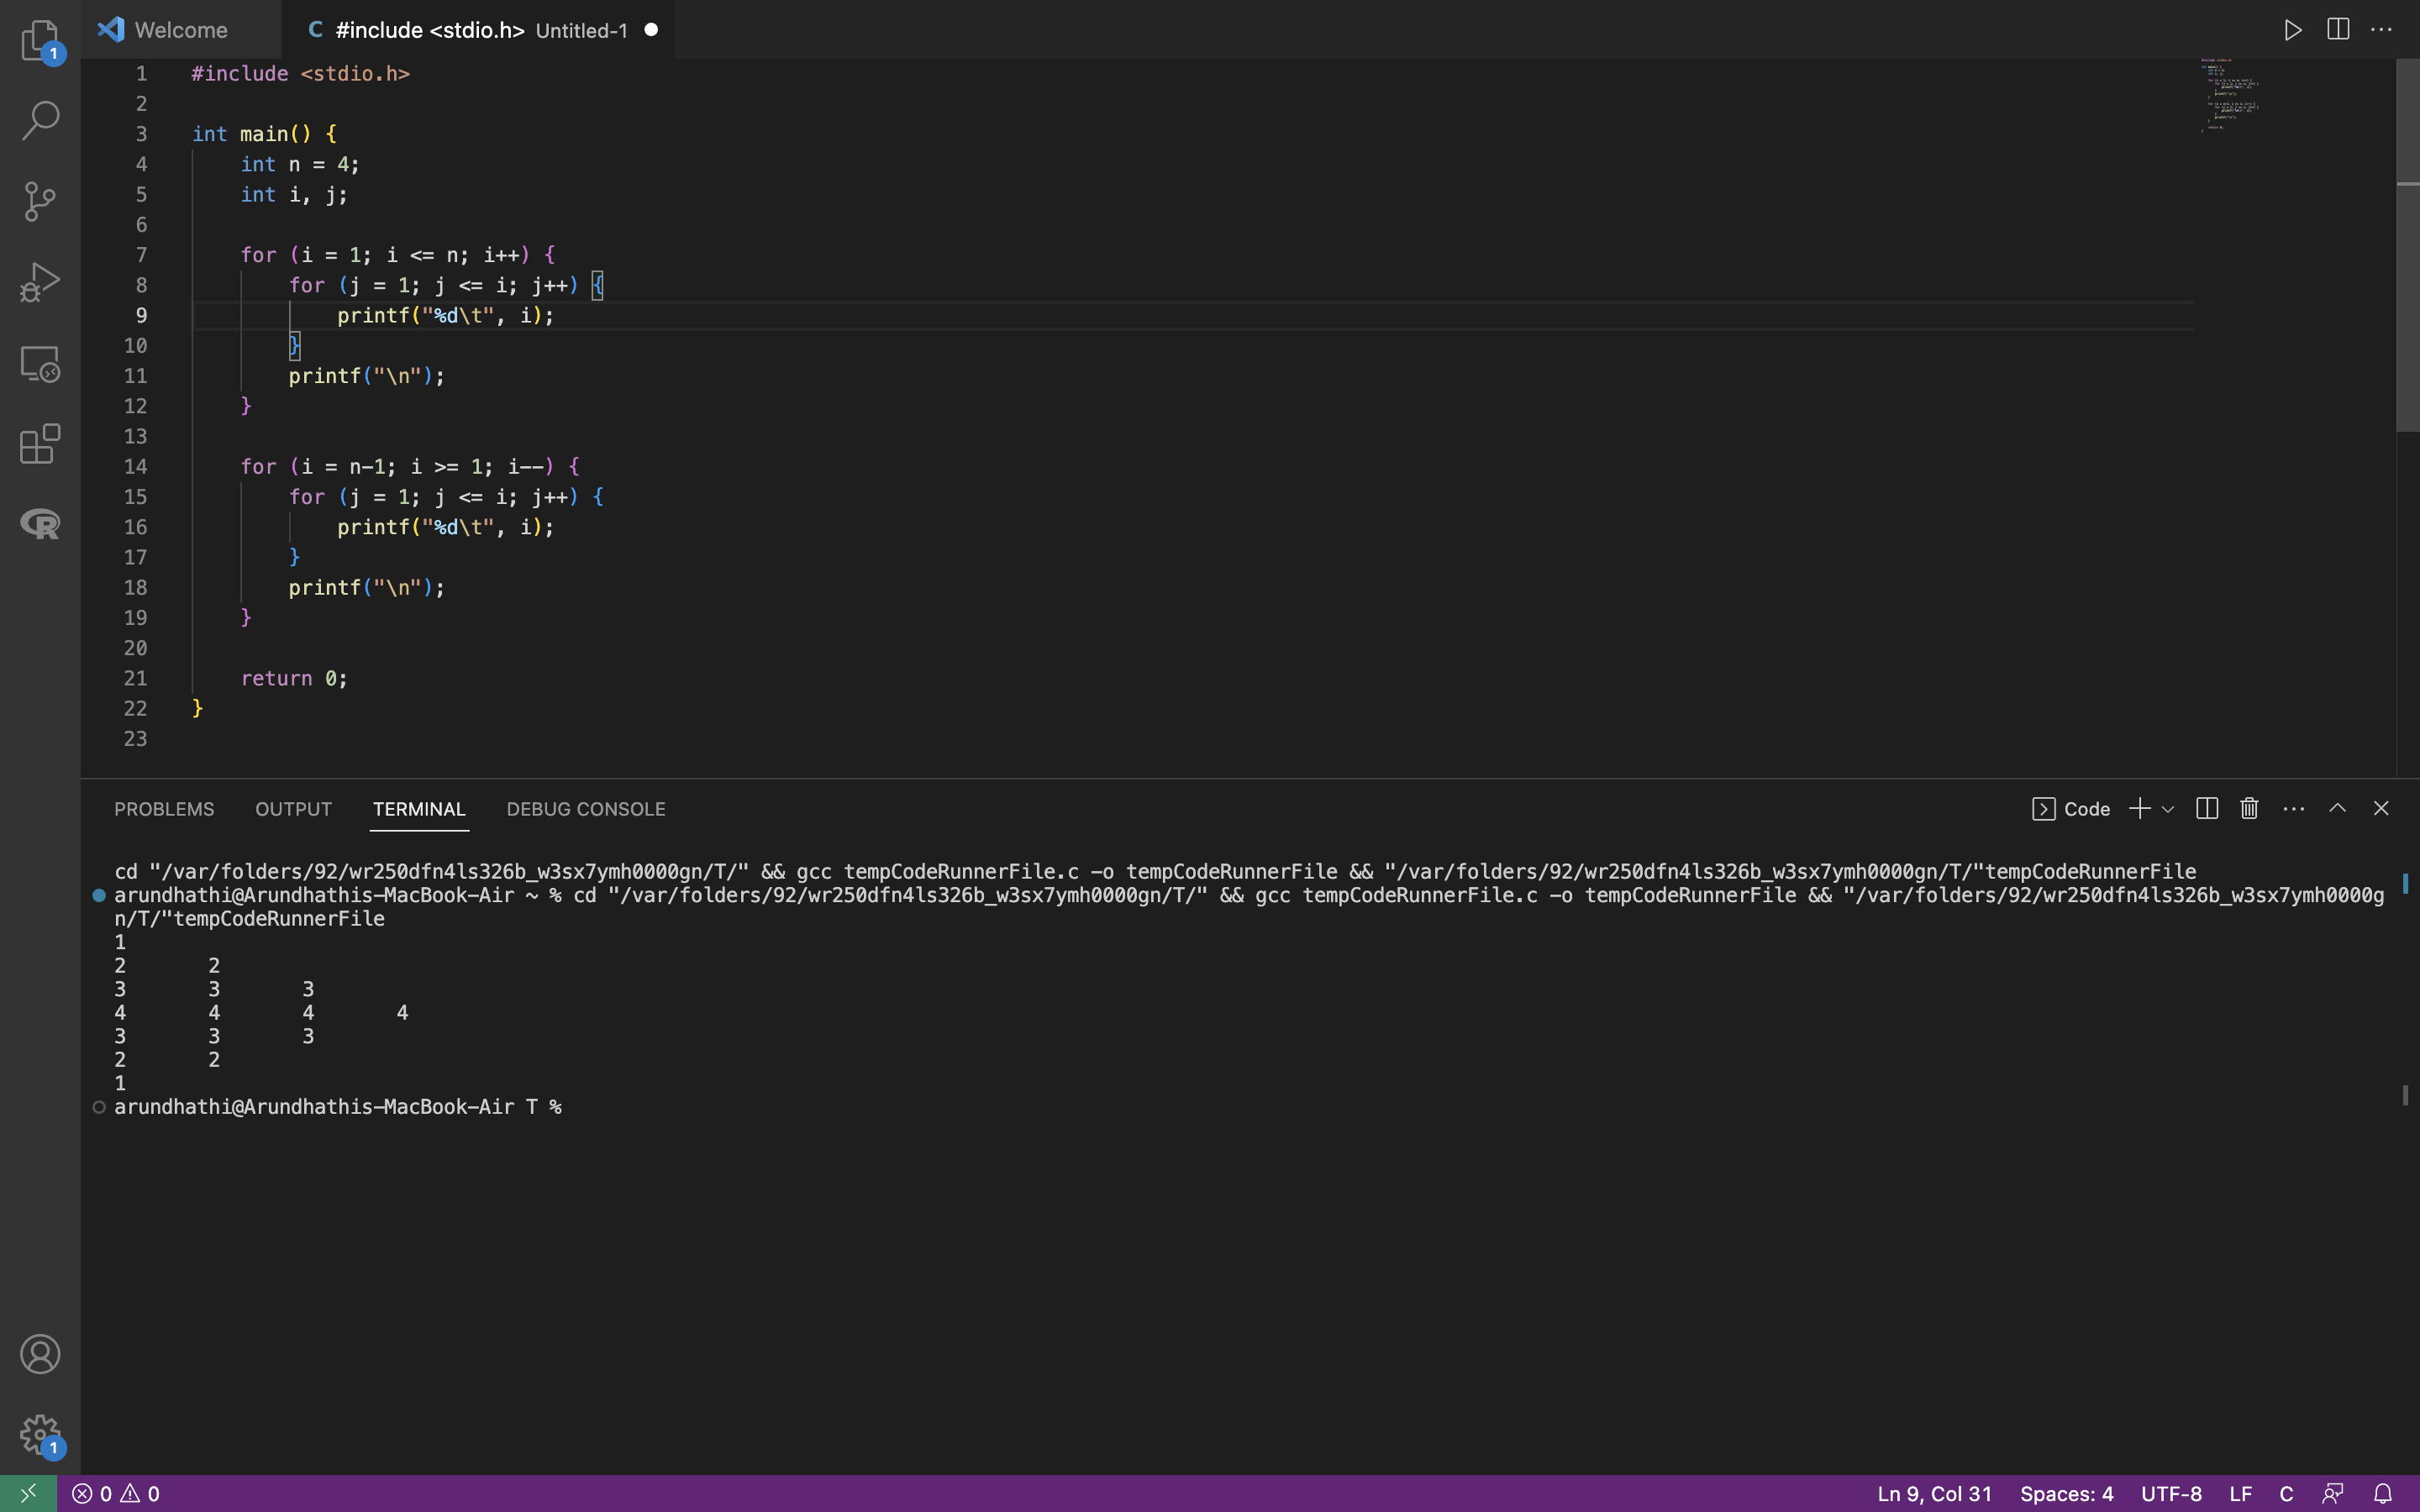 1
Welcome
C #include <stdio.h> Untitled-1
1 #include <stdio.h>
2
3 int main() {
4     int n = 4;
5     int i, j;
6
7     for (i = 1; i <= n; i++) {
8         for (j = 1; j <= i; j++) {
9             printf("%d\t", i);
10         }
11         printf("\n");
12     }
13
14     for (i = n-1; i >= 1; i--) {
15         for (j = 1; j <= i; j++) {
16             printf("%d\t", i);
17         }
18         printf("\n");
19     }
20
21     return 0;
22 }
23
PROBLEMS OUTPUT TERMINAL DEBUG CONSOLE
Code
cd "/var/folders/92/wr250dfn4ls326b_w3sx7ymh0000gn/T/" && gcc tempCodeRunnerFile.c -o tempCodeRunnerFile && "/var/folders/92/wr250dfn4ls326b_w3sx7ymh0000gn/T/"tempCodeRunnerFile
arundhathi@Arundhathis-MacBook-Air ~ % cd "/var/folders/92/wr250dfn4ls326b_w3sx7ymh0000gn/T/" && gcc tempCodeRunnerFile.c -o tempCodeRunnerFile && "/var/folders/92/wr250dfn4ls326b_w3sx7ymh0000g
n/T/"tempCodeRunnerFile
1
2 2
3 3 3
4 4 4 4
3 3 3
2 2
1
arundhathi@Arundhathis-MacBook-Air T %
R
1
0 0
Ln 9, Col 31 Spaces: 4 UTF-8 LF C